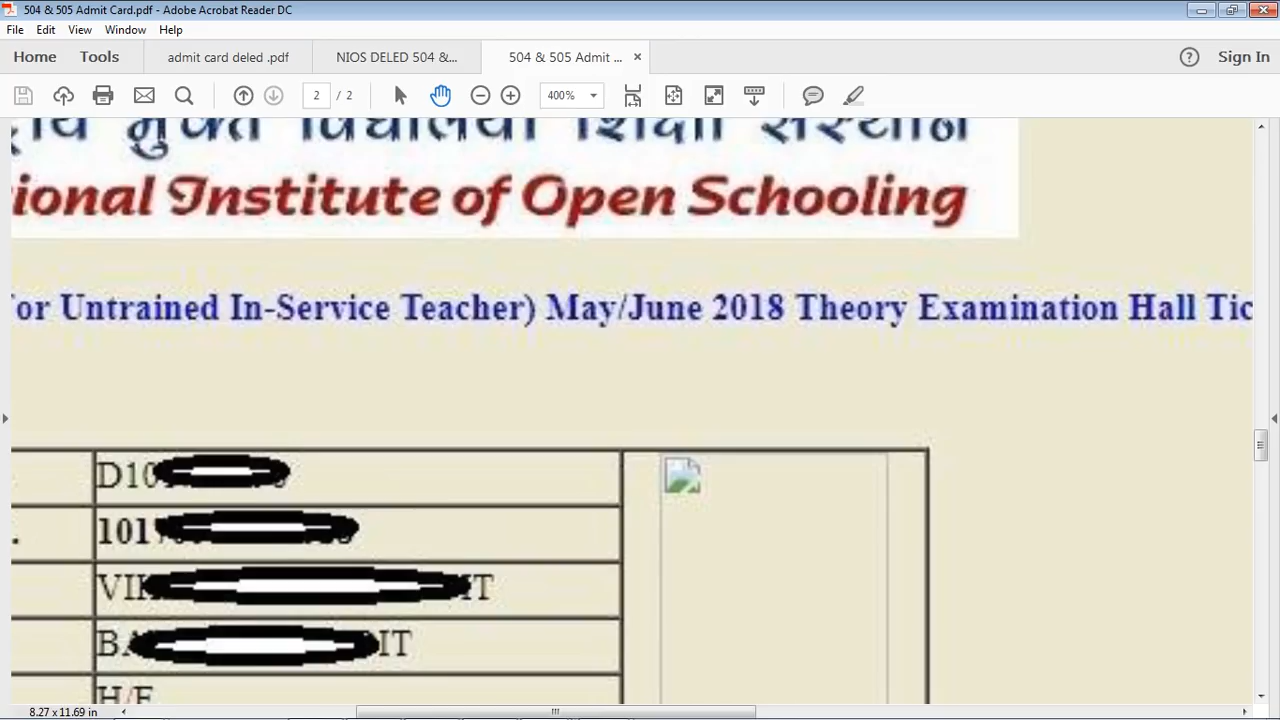 504 & 505 Admit Card.pdf - Adobe Acrobat Reader DC
File Edit View Window Help
Home Tools admit card deled .pdf NIOS DELED 504 &... 504 & 505 Admit ... × ? Sign In
2 / 2 400%
मुक्त विद्यालयी शिक्षा संस्थान
ional Institute of Open Schooling
or Untrained In-Service Teacher) May/June 2018 Theory Examination Hall Tic
D10
101
VI IT
BA IT
H/E
8.27 x 11.69 in